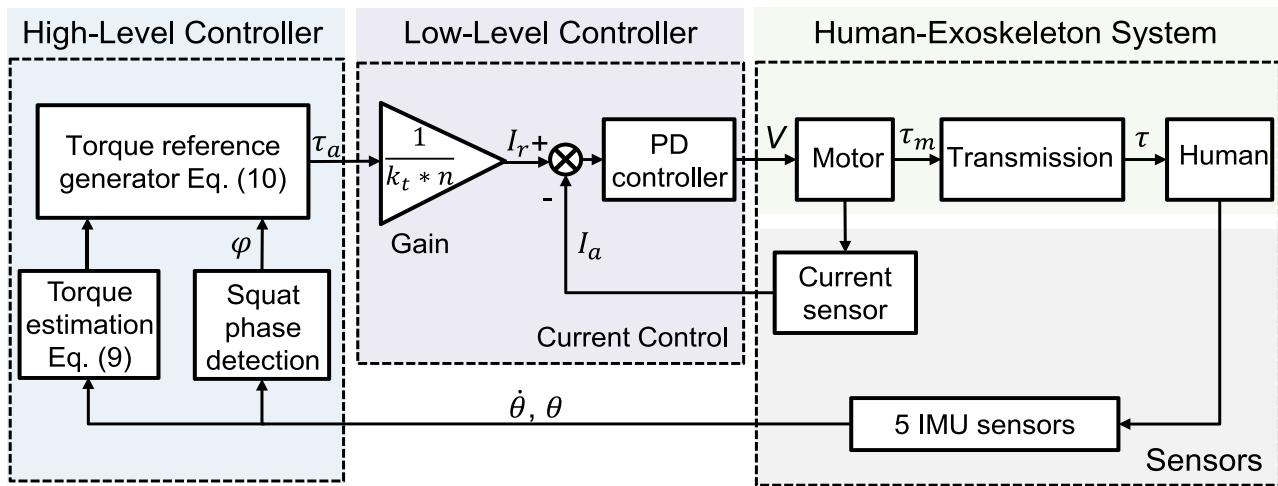 High-Level Controller
Torque reference
generator Eq. (10)
τₐ
φ
Torque
estimation
Eq. (9)
Squat
phase
detection
Low-Level Controller
1
kₜ * n
Gain
Iᵣ +
-
Iₐ
PD
controller
Current Control
Human-Exoskeleton System
V
Motor
τₘ
Transmission
τ
Human
Current
sensor
θ̇, θ
5 IMU sensors
Sensors